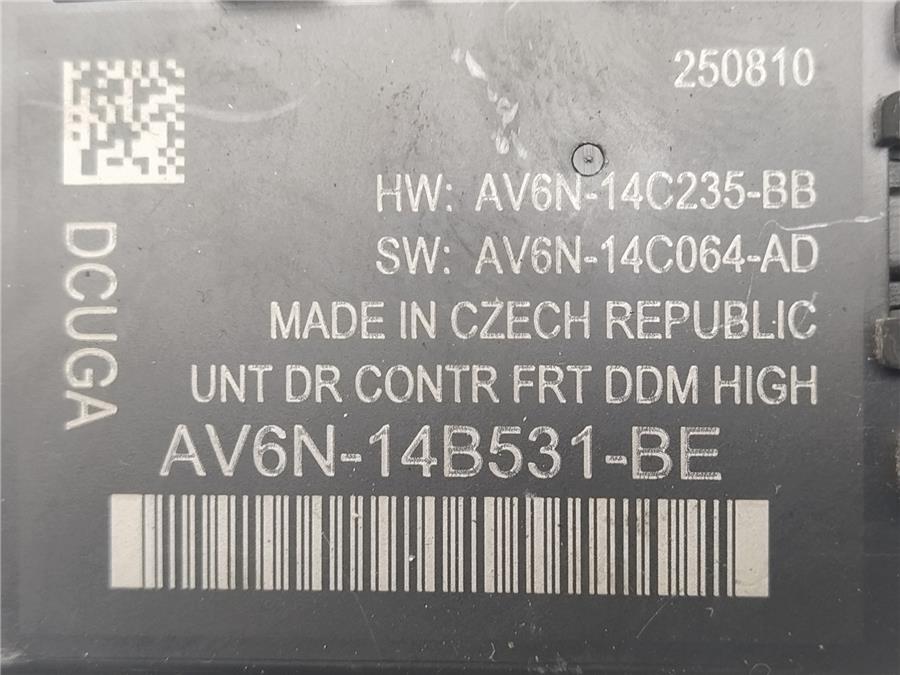 250810
HW: AV6N-14C235-BB
SW: AV6N-14C064-AD
MADE IN CZECH REPUBLIC
UNT DR CONTR FRT DDM HIGH
AV6N-14B531-BE
DCUGA